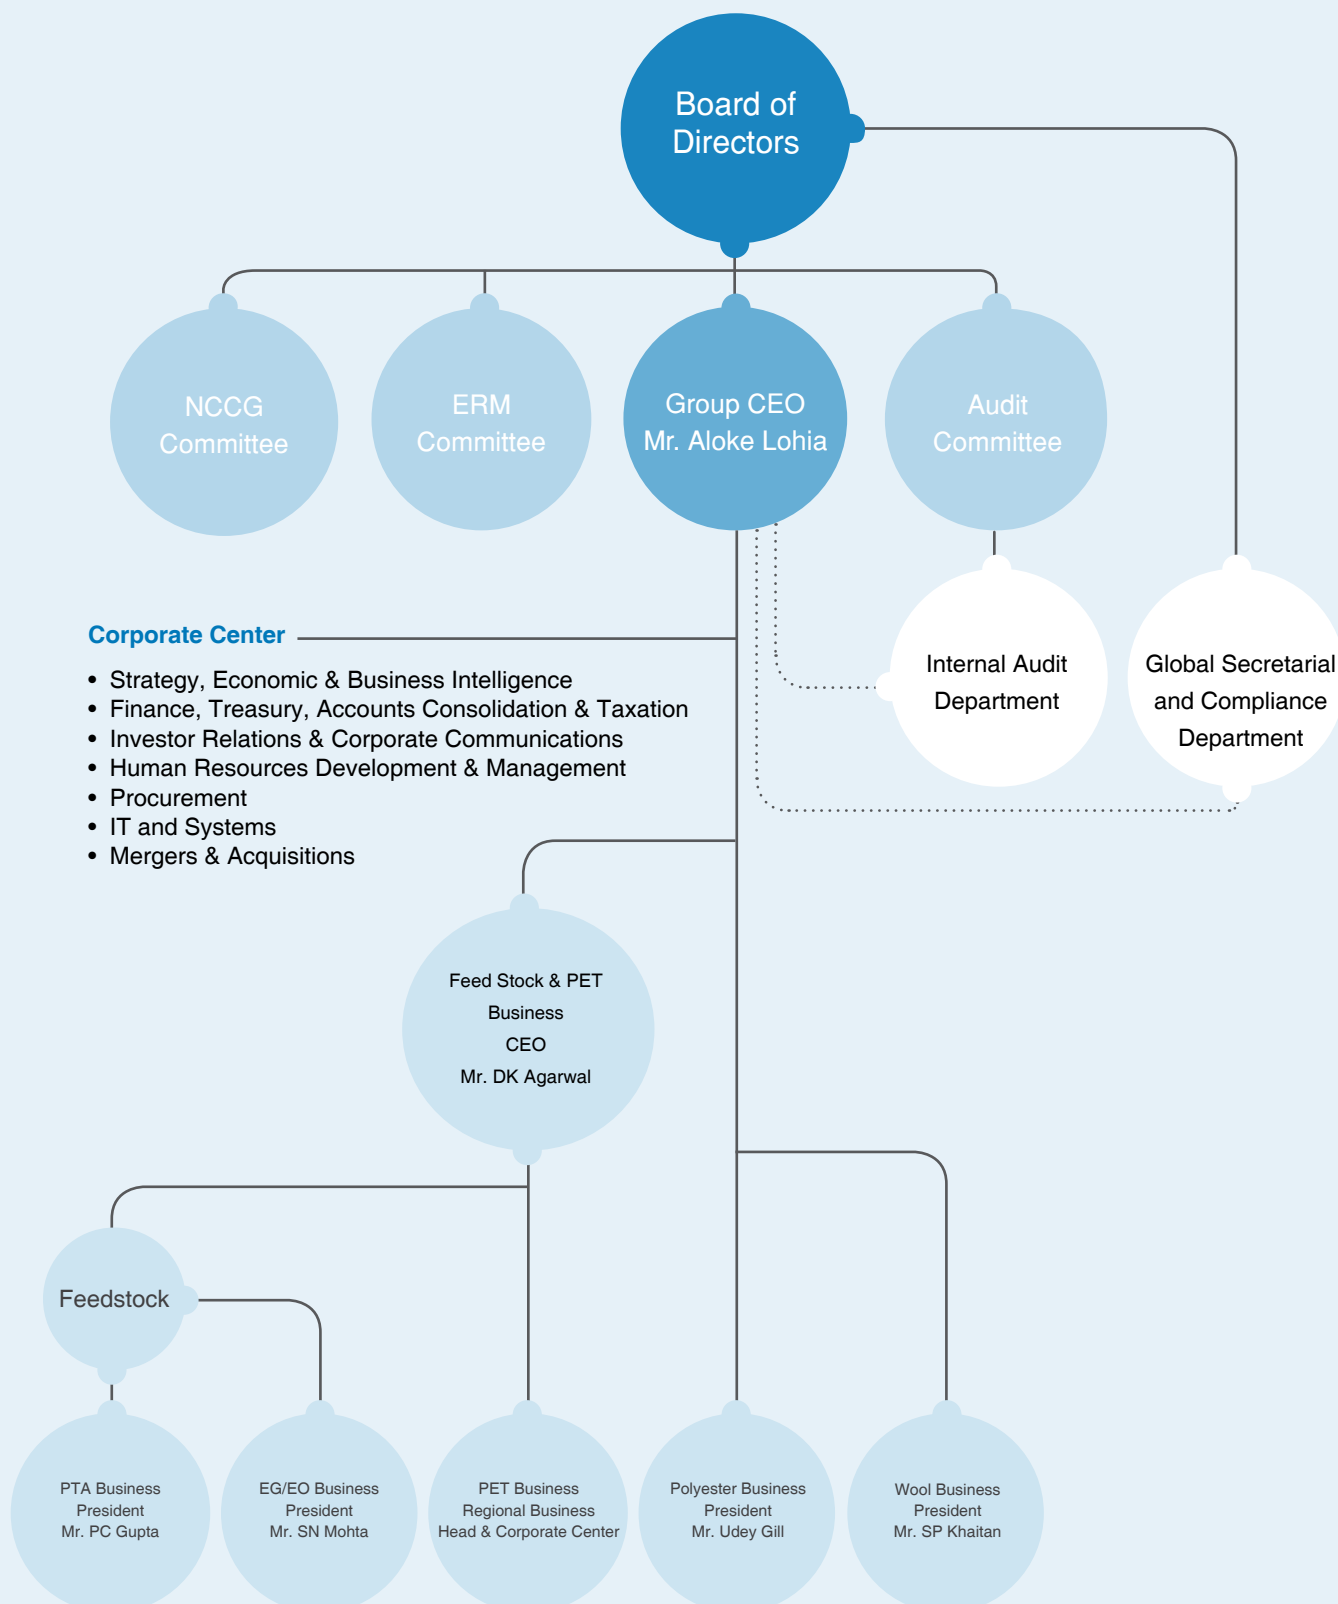 Board of
Directors
NCCG
Committee
ERM
Committee
Group CEO
Mr. Aloke Lohia
Audit
Committee
Internal Audit
Department
Global Secretarial
and Compliance
Department
Corporate Center
• Strategy, Economic & Business Intelligence
• Finance, Treasury, Accounts Consolidation & Taxation
• Investor Relations & Corporate Communications
• Human Resources Development & Management
• Procurement
• IT and Systems
• Mergers & Acquisitions
Feed Stock & PET
Business
CEO
Mr. DK Agarwal
Feedstock
PTA Business
President
Mr. PC Gupta
EG/EO Business
President
Mr. SN Mohta
PET Business
Regional Business
Head & Corporate Center
Polyester Business
President
Mr. Udey Gill
Wool Business
President
Mr. SP Khaitan